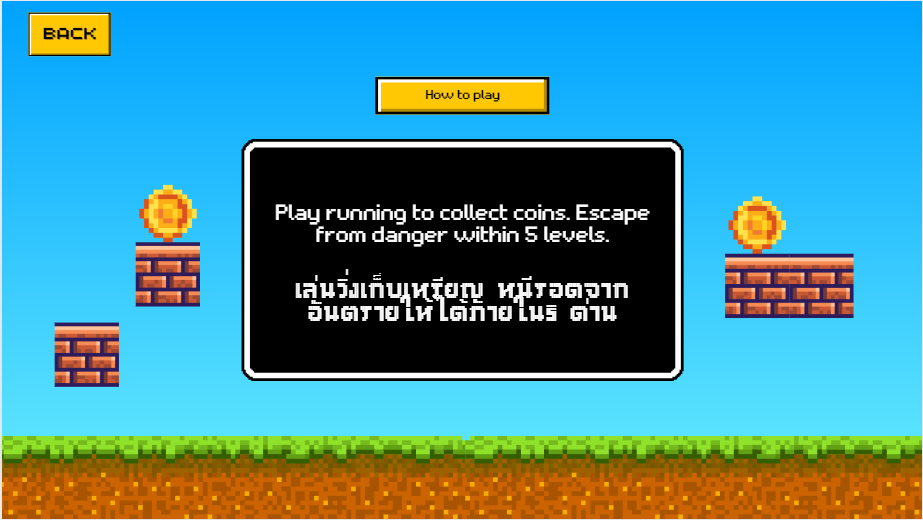 BACK
How to play
Play running to collect coins. Escape
from danger within 5 levels.
เล่นวิ่งเก็บเหรียญ หนีรอดจาก
อันตรายให้ได้ภายใน5 ด่าน